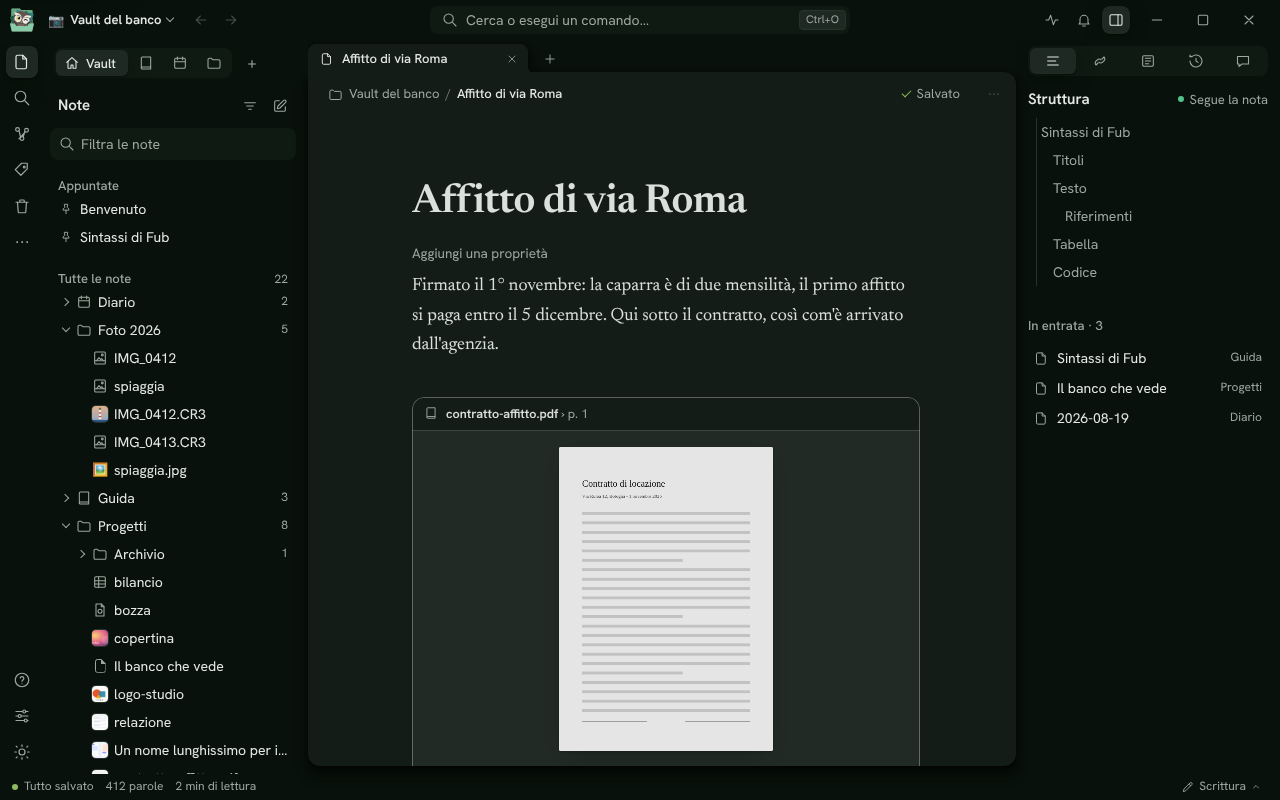 Vault del banco
Cerca o esegui un comando...
Ctrl+O
Vault
Affitto di via Roma
Note
Filtra le note
Appuntate
Benvenuto
Sintassi di Fub
Tutte le note 22
Diario 2
Foto 2026 5
IMG_0412
spiaggia
IMG_0412.CR3
IMG_0413.CR3
spiaggia.jpg
Guida 3
Progetti 8
Archivio 1
bilancio
bozza
copertina
Il banco che vede
logo-studio
relazione
Un nome lunghissimo per i...
Vault del banco / Affitto di via Roma
Salvato
Affitto di via Roma
Aggiungi una proprietà
Firmato il 1° novembre: la caparra è di due mensilità, il primo affitto
si paga entro il 5 dicembre. Qui sotto il contratto, così com'è arrivato
dall'agenzia.
contratto-affitto.pdf › p. 1
Contratto di locazione
Struttura
Segue la nota
Sintassi di Fub
Titoli
Testo
Riferimenti
Tabella
Codice
In entrata · 3
Sintassi di Fub Guida
Il banco che vede Progetti
2026-08-19 Diario
Tutto salvato 412 parole 2 min di lettura
Scrittura